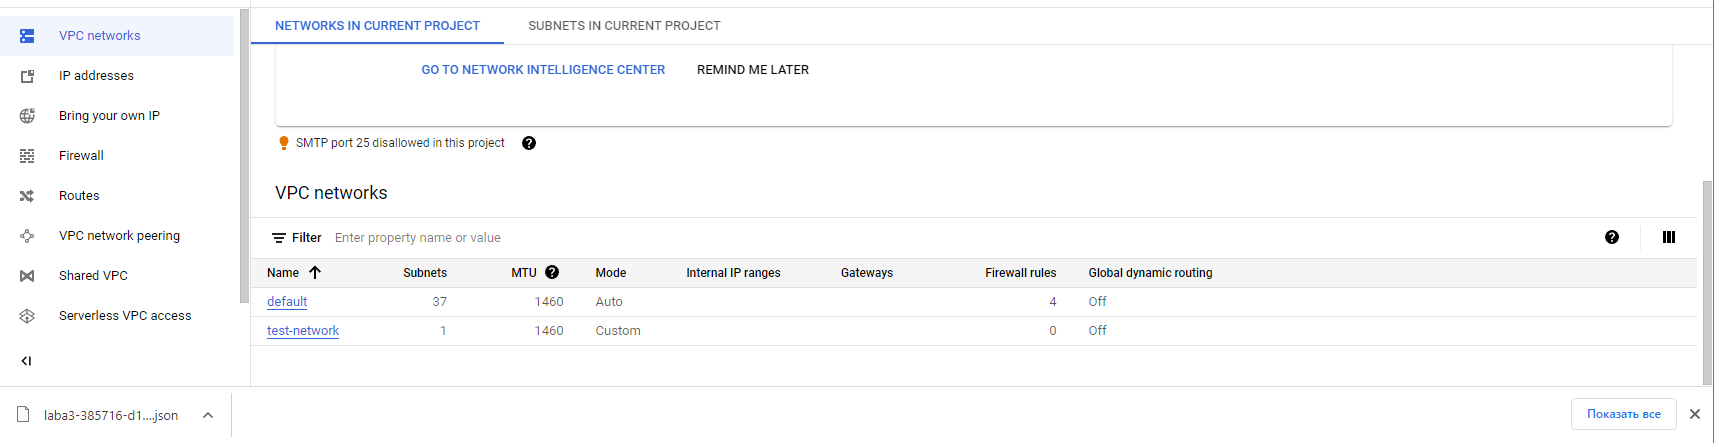 NETWORKS IN CURRENT PROJECT SUBNETS IN CURRENT PROJECT
VPC networks
IP addresses
Bring your own IP
Firewall
Routes
VPC network peering
Shared VPC
Serverless VPC access
GO TO NETWORK INTELLIGENCE CENTER REMIND ME LATER
SMTP port 25 disallowed in this project
VPC networks
Filter Enter property name or value
Name Subnets MTU Mode Internal IP ranges Gateways Firewall rules Global dynamic routing
default 37 1460 Auto 4 Off
test-network 1 1460 Custom 0 Off
laba3-385716-d1....json
Показать все